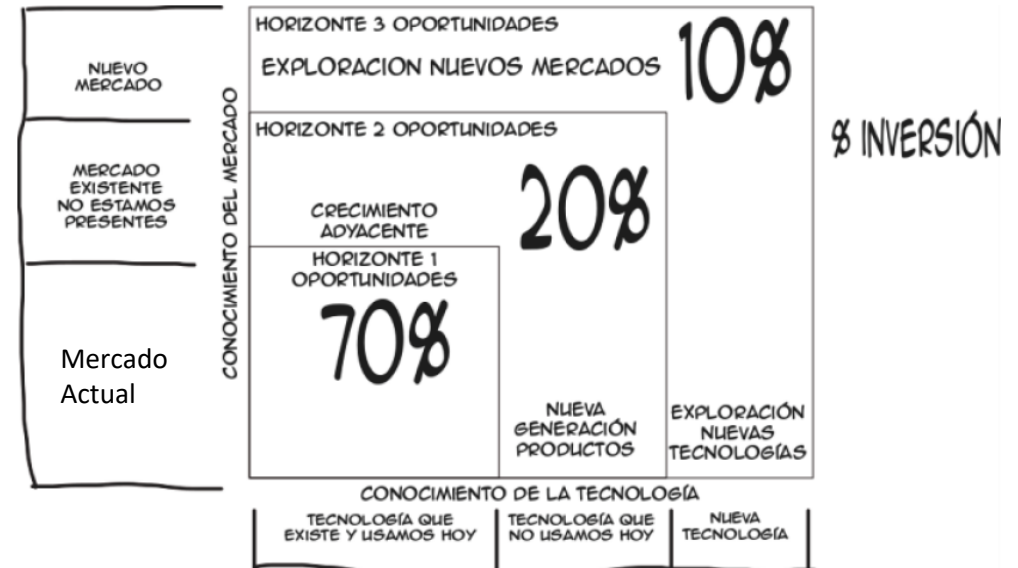 HORIZONTE 3 OPORTUNIDADES
EXPLORACION NUEVOS MERCADOS
10%
NUEVO
MERCADO
CONOCIMIENTO DEL MERCADO
HORIZONTE 2 OPORTUNIDADES
% INVERSIÓN
MERCADO
EXISTENTE
NO ESTAMOS
PRESENTES
20%
CRECIMIENTO
ADYACENTE
HORIZONTE 1
OPORTUNIDADES
70%
Mercado
Actual
NUEVA
GENERACIÓN
PRODUCTOS
EXPLORACIÓN
NUEVAS
TECNOLOGÍAS
CONOCIMIENTO DE LA TECNOLOGÍA
TECNOLOGÍA QUE
EXISTE Y USAMOS HOY
TECNOLOGÍA QUE
NO USAMOS HOY
NUEVA
TECNOLOGÍA